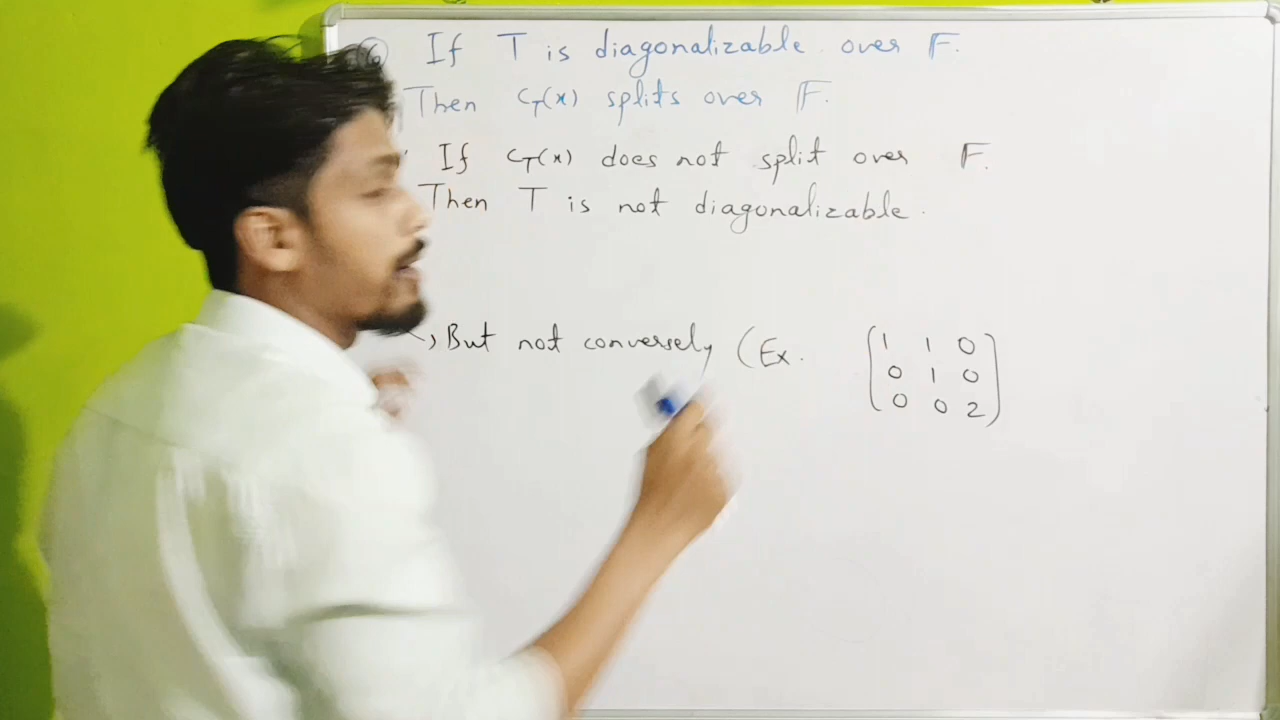 ⑥ If T is diagonalizable over F.
Then C_T(x) splits over F.
If C_T(x) does not split over F.
Then T is not diagonalizable.
, But not conversely (Ex.
1 1 0
0 1 0
0 0 2